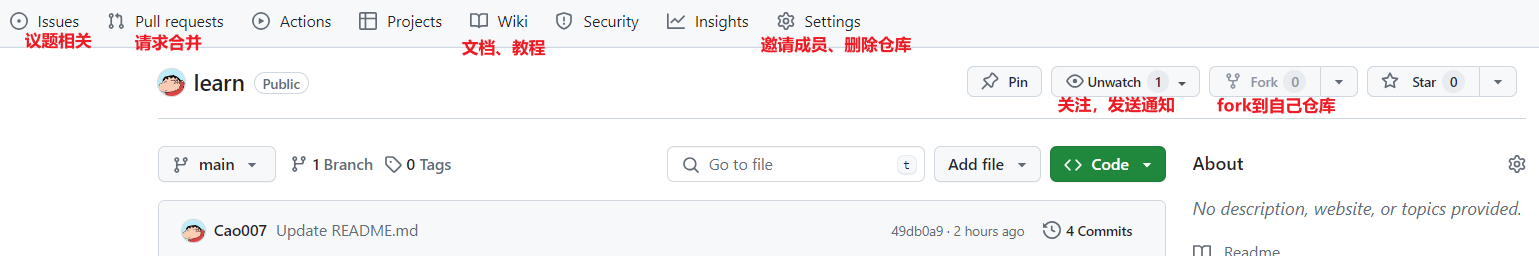 Issues Pull requests Actions Projects Wiki Security Insights Settings
议题相关 请求合并 文档、教程 邀请成员、删除仓库
learn Public Pin Unwatch 1 Fork 0 Star 0
关注，发送通知 fork到自己仓库
main 1 Branch 0 Tags Go to file t Add file Code About
No description, website, or topics provided.
Cao007 Update README.md 49db0a9 · 2 hours ago 4 Commits
Readme